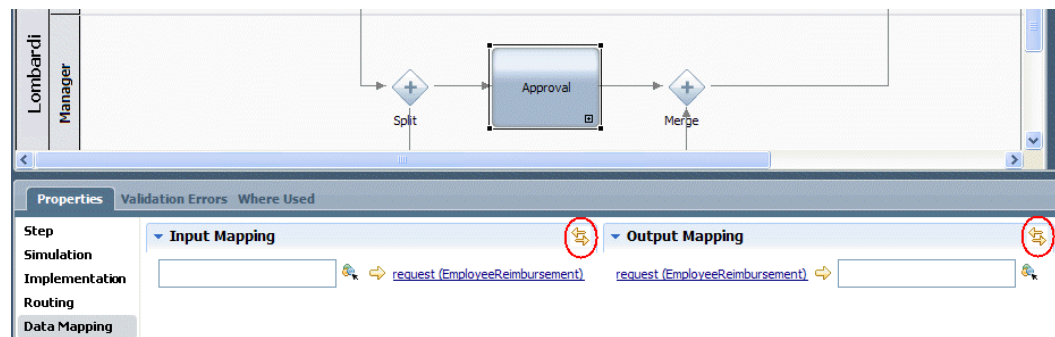 Lombardi
Manager
Approval
Split
Merge
Properties Validation Errors Where Used
Step
Simulation
Implementation
Routing
Data Mapping
Input Mapping
request (EmployeeReimbursement)
Output Mapping
request (EmployeeReimbursement)